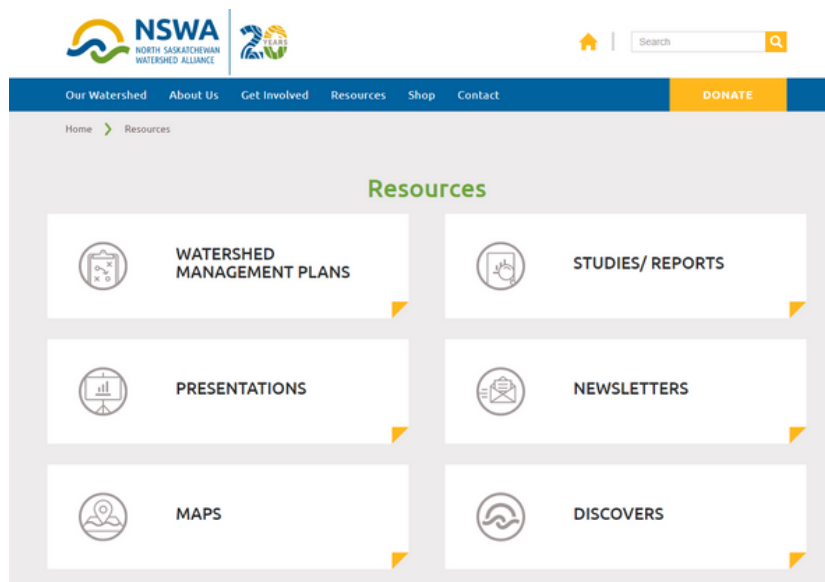 NSWA
NORTH SASKATCHEWAN
WATERSHED ALLIANCE
20
YEARS
Search
Our Watershed About Us Get Involved Resources Shop Contact DONATE
Home Resources
Resources
WATERSHED
MANAGEMENT PLANS
STUDIES/ REPORTS
PRESENTATIONS
NEWSLETTERS
MAPS
DISCOVERS